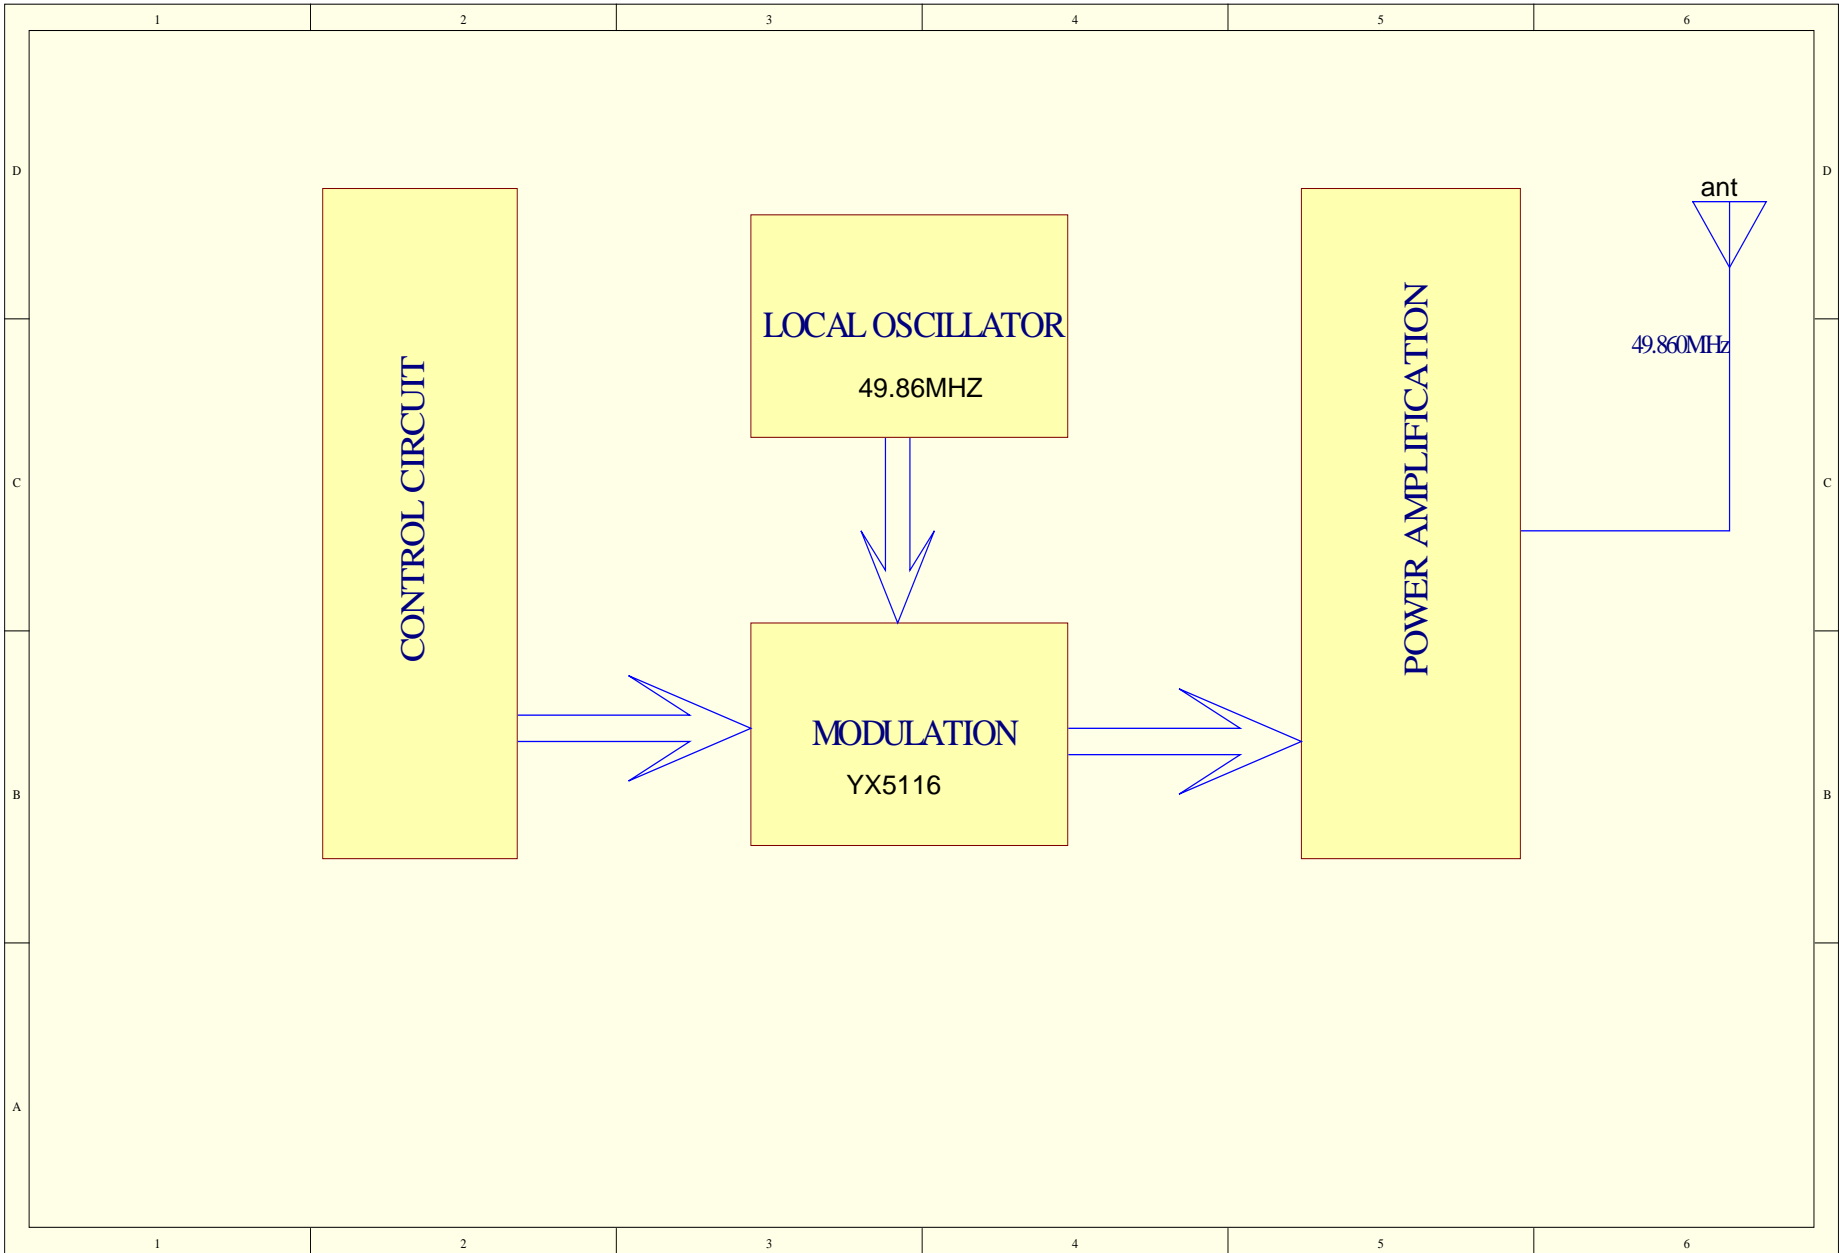 1 2 3 4 5 6
D D
ant
LOCAL OSCILLATOR
49.86MHZ
49.860MHz
CONTROL CIRCUIT
POWER AMPLIFICATION
C C
MODULATION
YX5116
B B
A
1 2 3 4 5 6